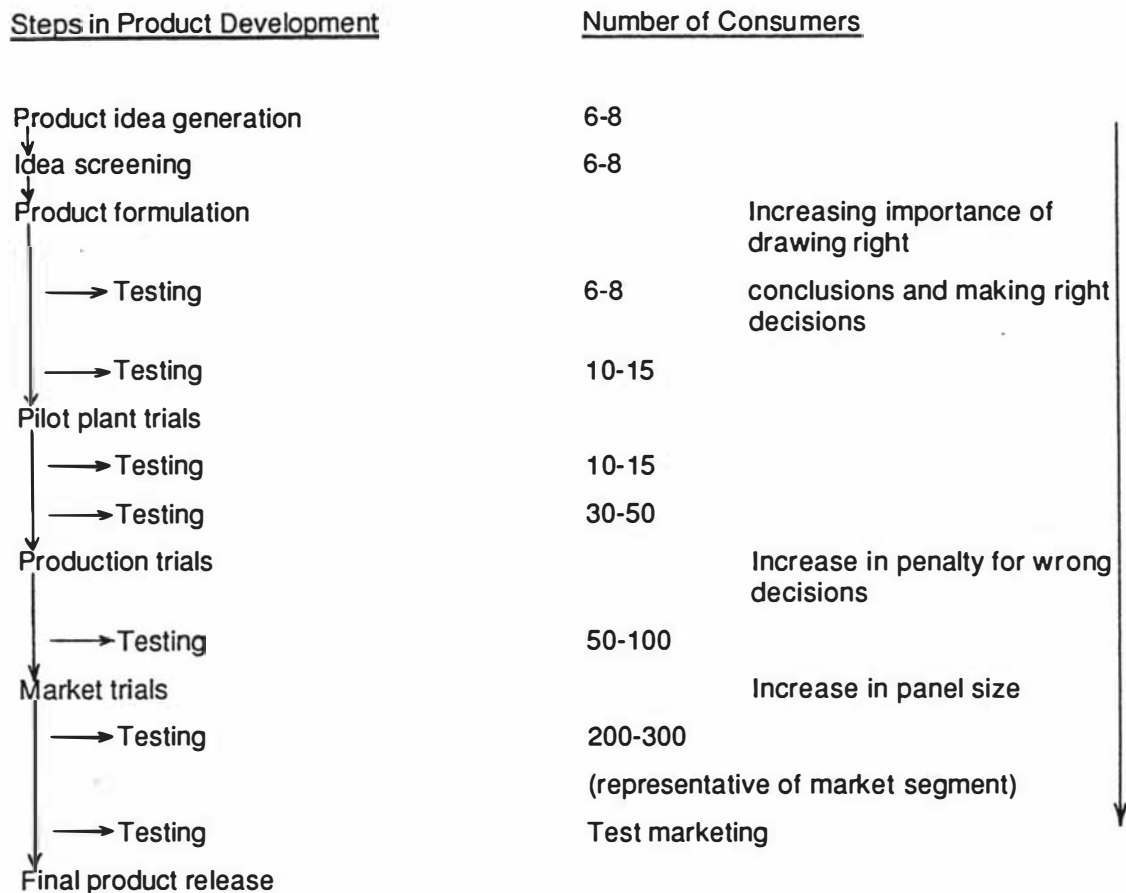 Steps in Product Development Number of Consumers
Product idea generation 6-8
Idea screening 6-8
Product formulation Increasing importance of
drawing right
Testing 6-8 conclusions and making right
decisions
Testing 10-15
Pilot plant trials
Testing 10-15
Testing 30-50
Production trials Increase in penalty for wrong
decisions
Testing 50-100
Market trials Increase in panel size
Testing 200-300
(representative of market segment)
Testing Test marketing
Final product release